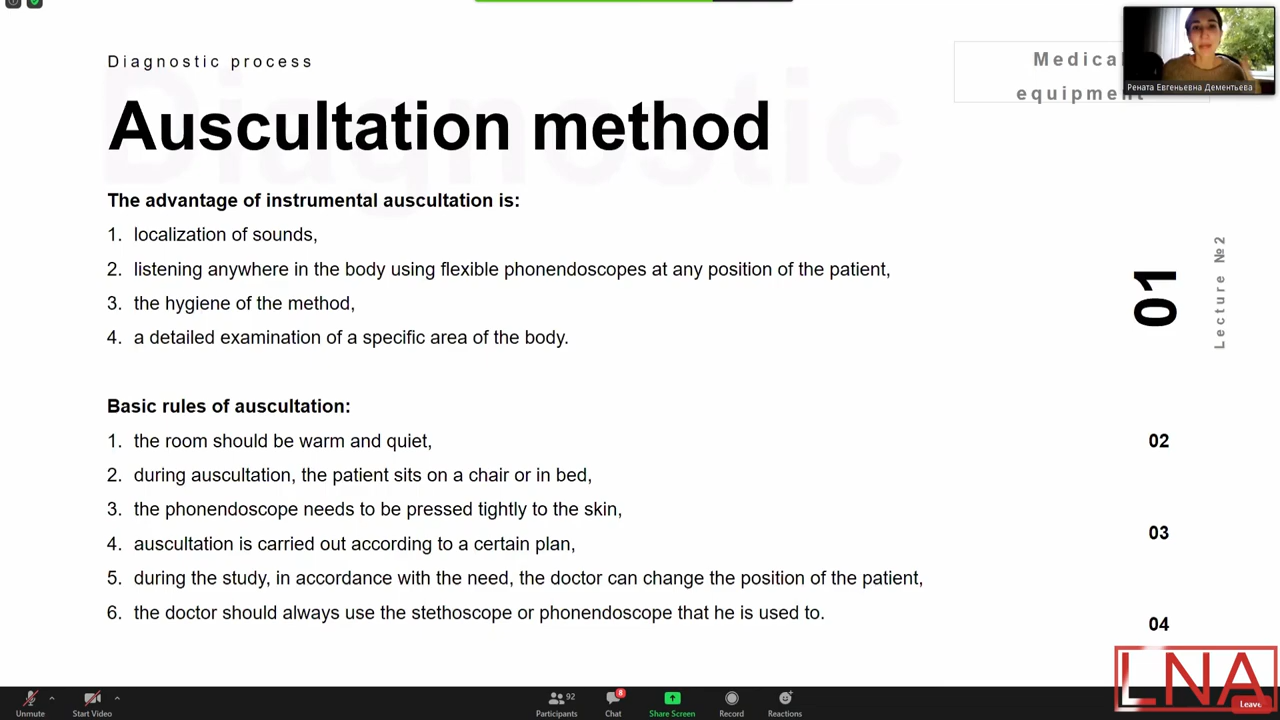 Diagnostic process
Medical
equipment
Рената Евгеньевна Дементьева
Diagnostic
Auscultation method
The advantage of instrumental auscultation is:
1. localization of sounds,
2. listening anywhere in the body using flexible phonendoscopes at any position of the patient,
3. the hygiene of the method,
4. a detailed examination of a specific area of the body.
01
Lecture №2
Basic rules of auscultation:
1. the room should be warm and quiet,
2. during auscultation, the patient sits on a chair or in bed,
3. the phonendoscope needs to be pressed tightly to the skin,
4. auscultation is carried out according to a certain plan,
5. during the study, in accordance with the need, the doctor can change the position of the patient,
6. the doctor should always use the stethoscope or phonendoscope that he is used to.
02
03
04
LNA
Unmute
Start Video
92
Participants
8
Chat
Share Screen
Record
Reactions
Leave